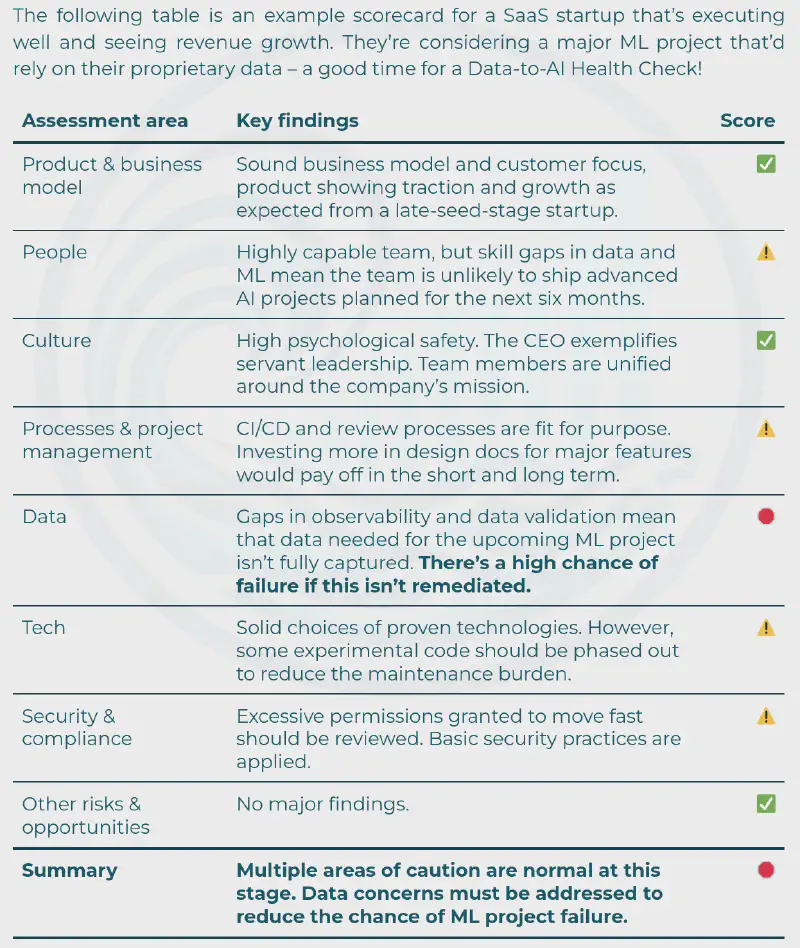 The following table is an example scorecard for a SaaS startup that's executing
well and seeing revenue growth. They're considering a major ML project that'd
rely on their proprietary data – a good time for a Data-to-AI Health Check!
Assessment area Key findings Score
Product & business Sound business model and customer focus, ✅
model product showing traction and growth as
expected from a late-seed-stage startup.
People Highly capable team, but skill gaps in data and ⚠️
ML mean the team is unlikely to ship advanced
AI projects planned for the next six months.
Culture High psychological safety. The CEO exemplifies ✅
servant leadership. Team members are unified
around the company's mission.
Processes & project CI/CD and review processes are fit for purpose. ⚠️
management Investing more in design docs for major features
would pay off in the short and long term.
Data Gaps in observability and data validation mean 🛑
that data needed for the upcoming ML project
isn't fully captured. There's a high chance of
failure if this isn't remediated.
Tech Solid choices of proven technologies. However, ⚠️
some experimental code should be phased out
to reduce the maintenance burden.
Security & Excessive permissions granted to move fast ⚠️
compliance should be reviewed. Basic security practices are
applied.
Other risks & No major findings. ✅
opportunities
Summary Multiple areas of caution are normal at this 🛑
stage. Data concerns must be addressed to
reduce the chance of ML project failure.